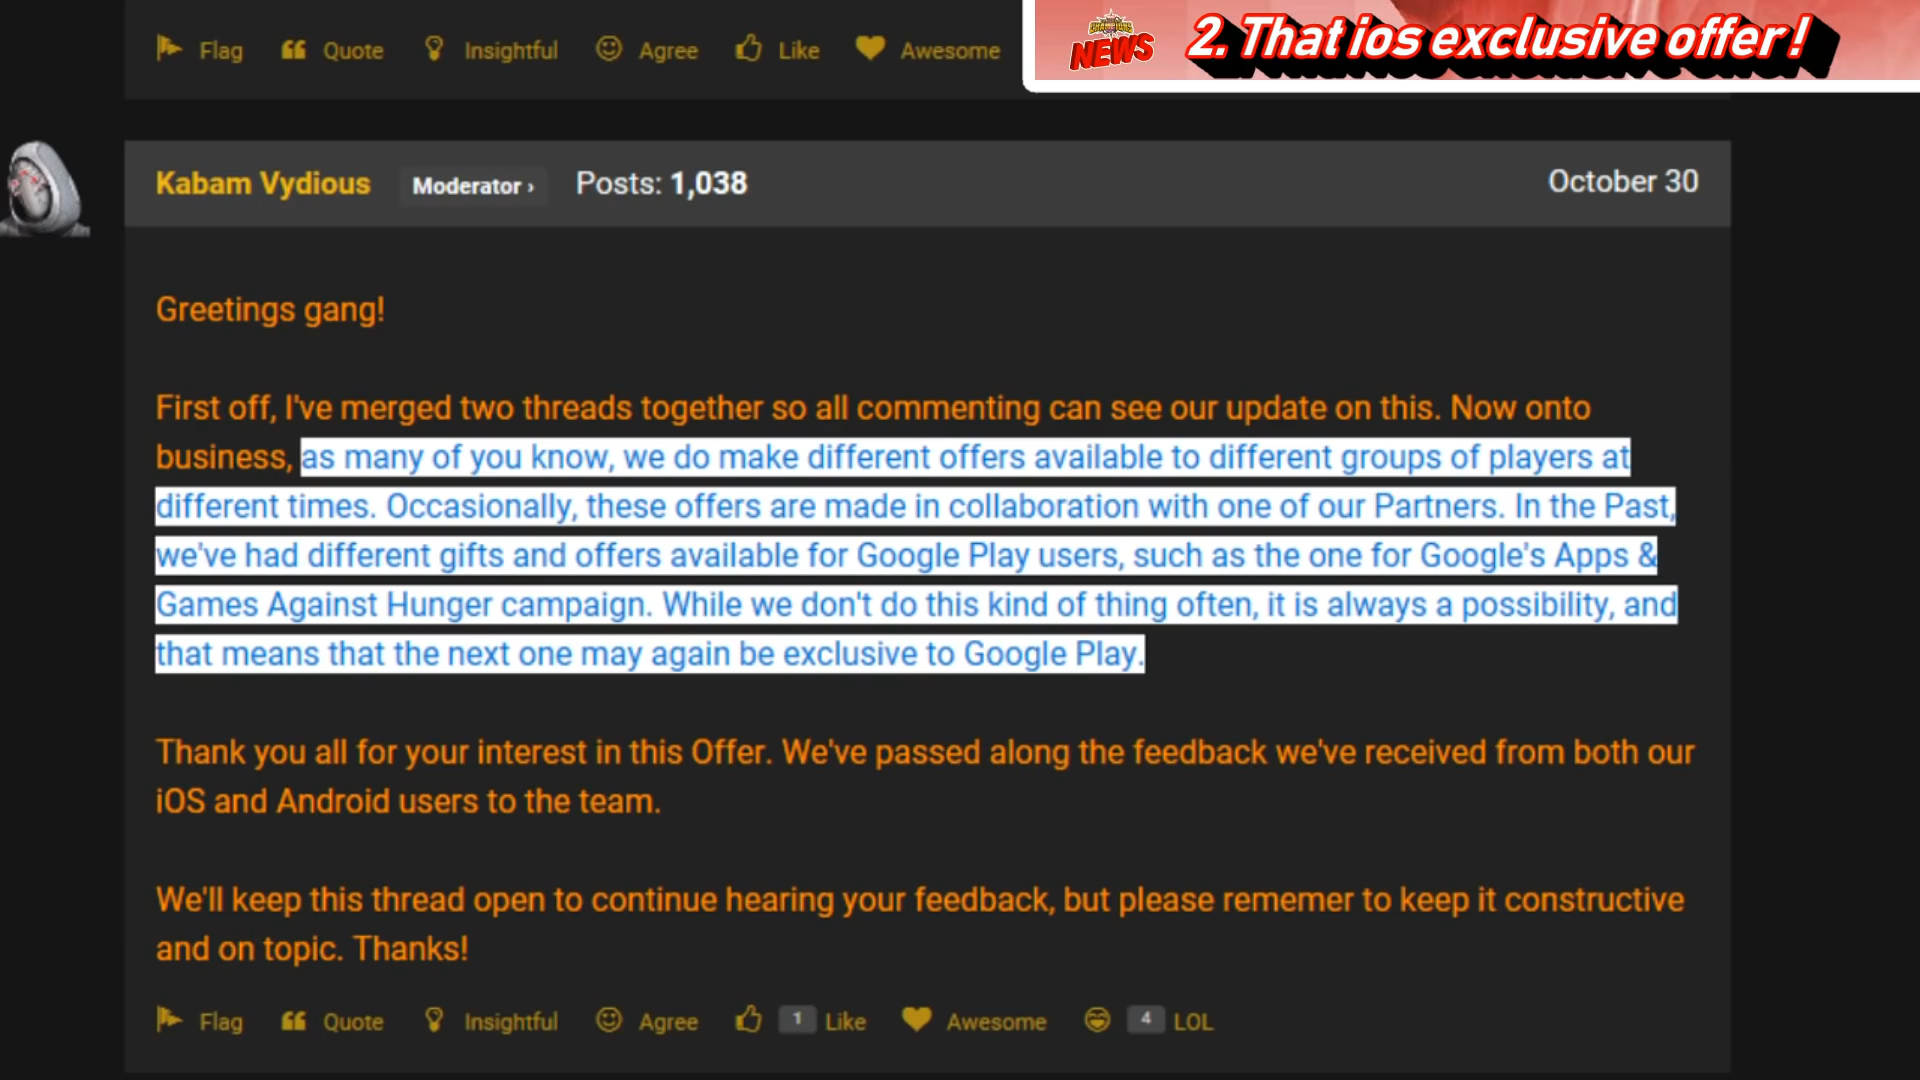 Flag Quote Insightful Agree Like Awesome
CHAMPIONS
NEWS
2. That ios exclusive offer !
Kabam Vydious Moderator › Posts: 1,038 October 30
Greetings gang!
First off, I've merged two threads together so all commenting can see our update on this. Now onto
business, as many of you know, we do make different offers available to different groups of players at
different times. Occasionally, these offers are made in collaboration with one of our Partners. In the Past,
we've had different gifts and offers available for Google Play users, such as the one for Google's Apps &
Games Against Hunger campaign. While we don't do this kind of thing often, it is always a possibility, and
that means that the next one may again be exclusive to Google Play.
Thank you all for your interest in this Offer. We've passed along the feedback we've received from both our
iOS and Android users to the team.
We'll keep this thread open to continue hearing your feedback, but please rememer to keep it constructive
and on topic. Thanks!
Flag Quote Insightful Agree 1 Like Awesome 4 LOL